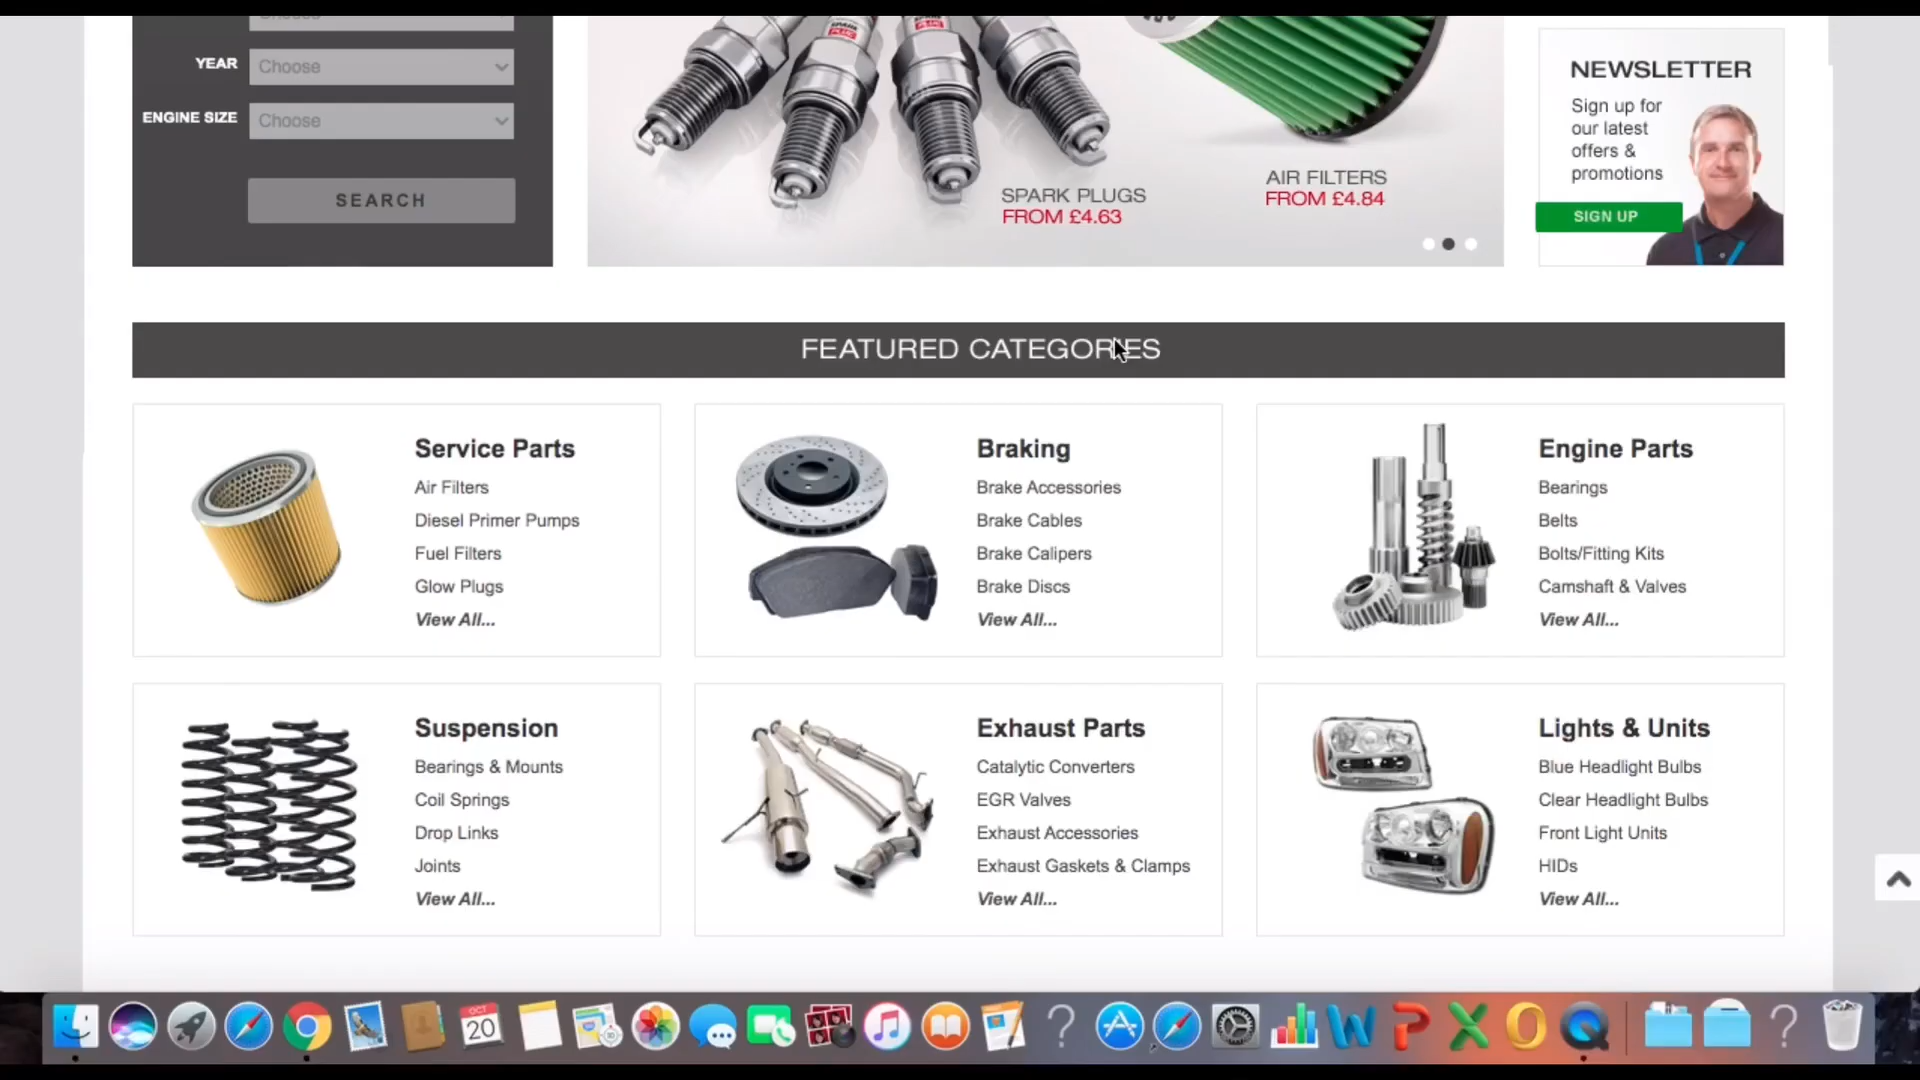 YEAR
Choose
ENGINE SIZE
Choose
SEARCH
SPARK PLUGS
FROM £4.63
AIR FILTERS
FROM £4.84
NEWSLETTER
Sign up for
our latest
offers &
promotions
SIGN UP
FEATURED CATEGORIES
Service Parts
Air Filters
Diesel Primer Pumps
Fuel Filters
Glow Plugs
View All...
Braking
Brake Accessories
Brake Cables
Brake Calipers
Brake Discs
View All...
Engine Parts
Bearings
Belts
Bolts/Fitting Kits
Camshaft & Valves
View All...
Suspension
Bearings & Mounts
Coil Springs
Drop Links
Joints
View All...
Exhaust Parts
Catalytic Converters
EGR Valves
Exhaust Accessories
Exhaust Gaskets & Clamps
View All...
Lights & Units
Blue Headlight Bulbs
Clear Headlight Bulbs
Front Light Units
HIDs
View All...
OCT
20